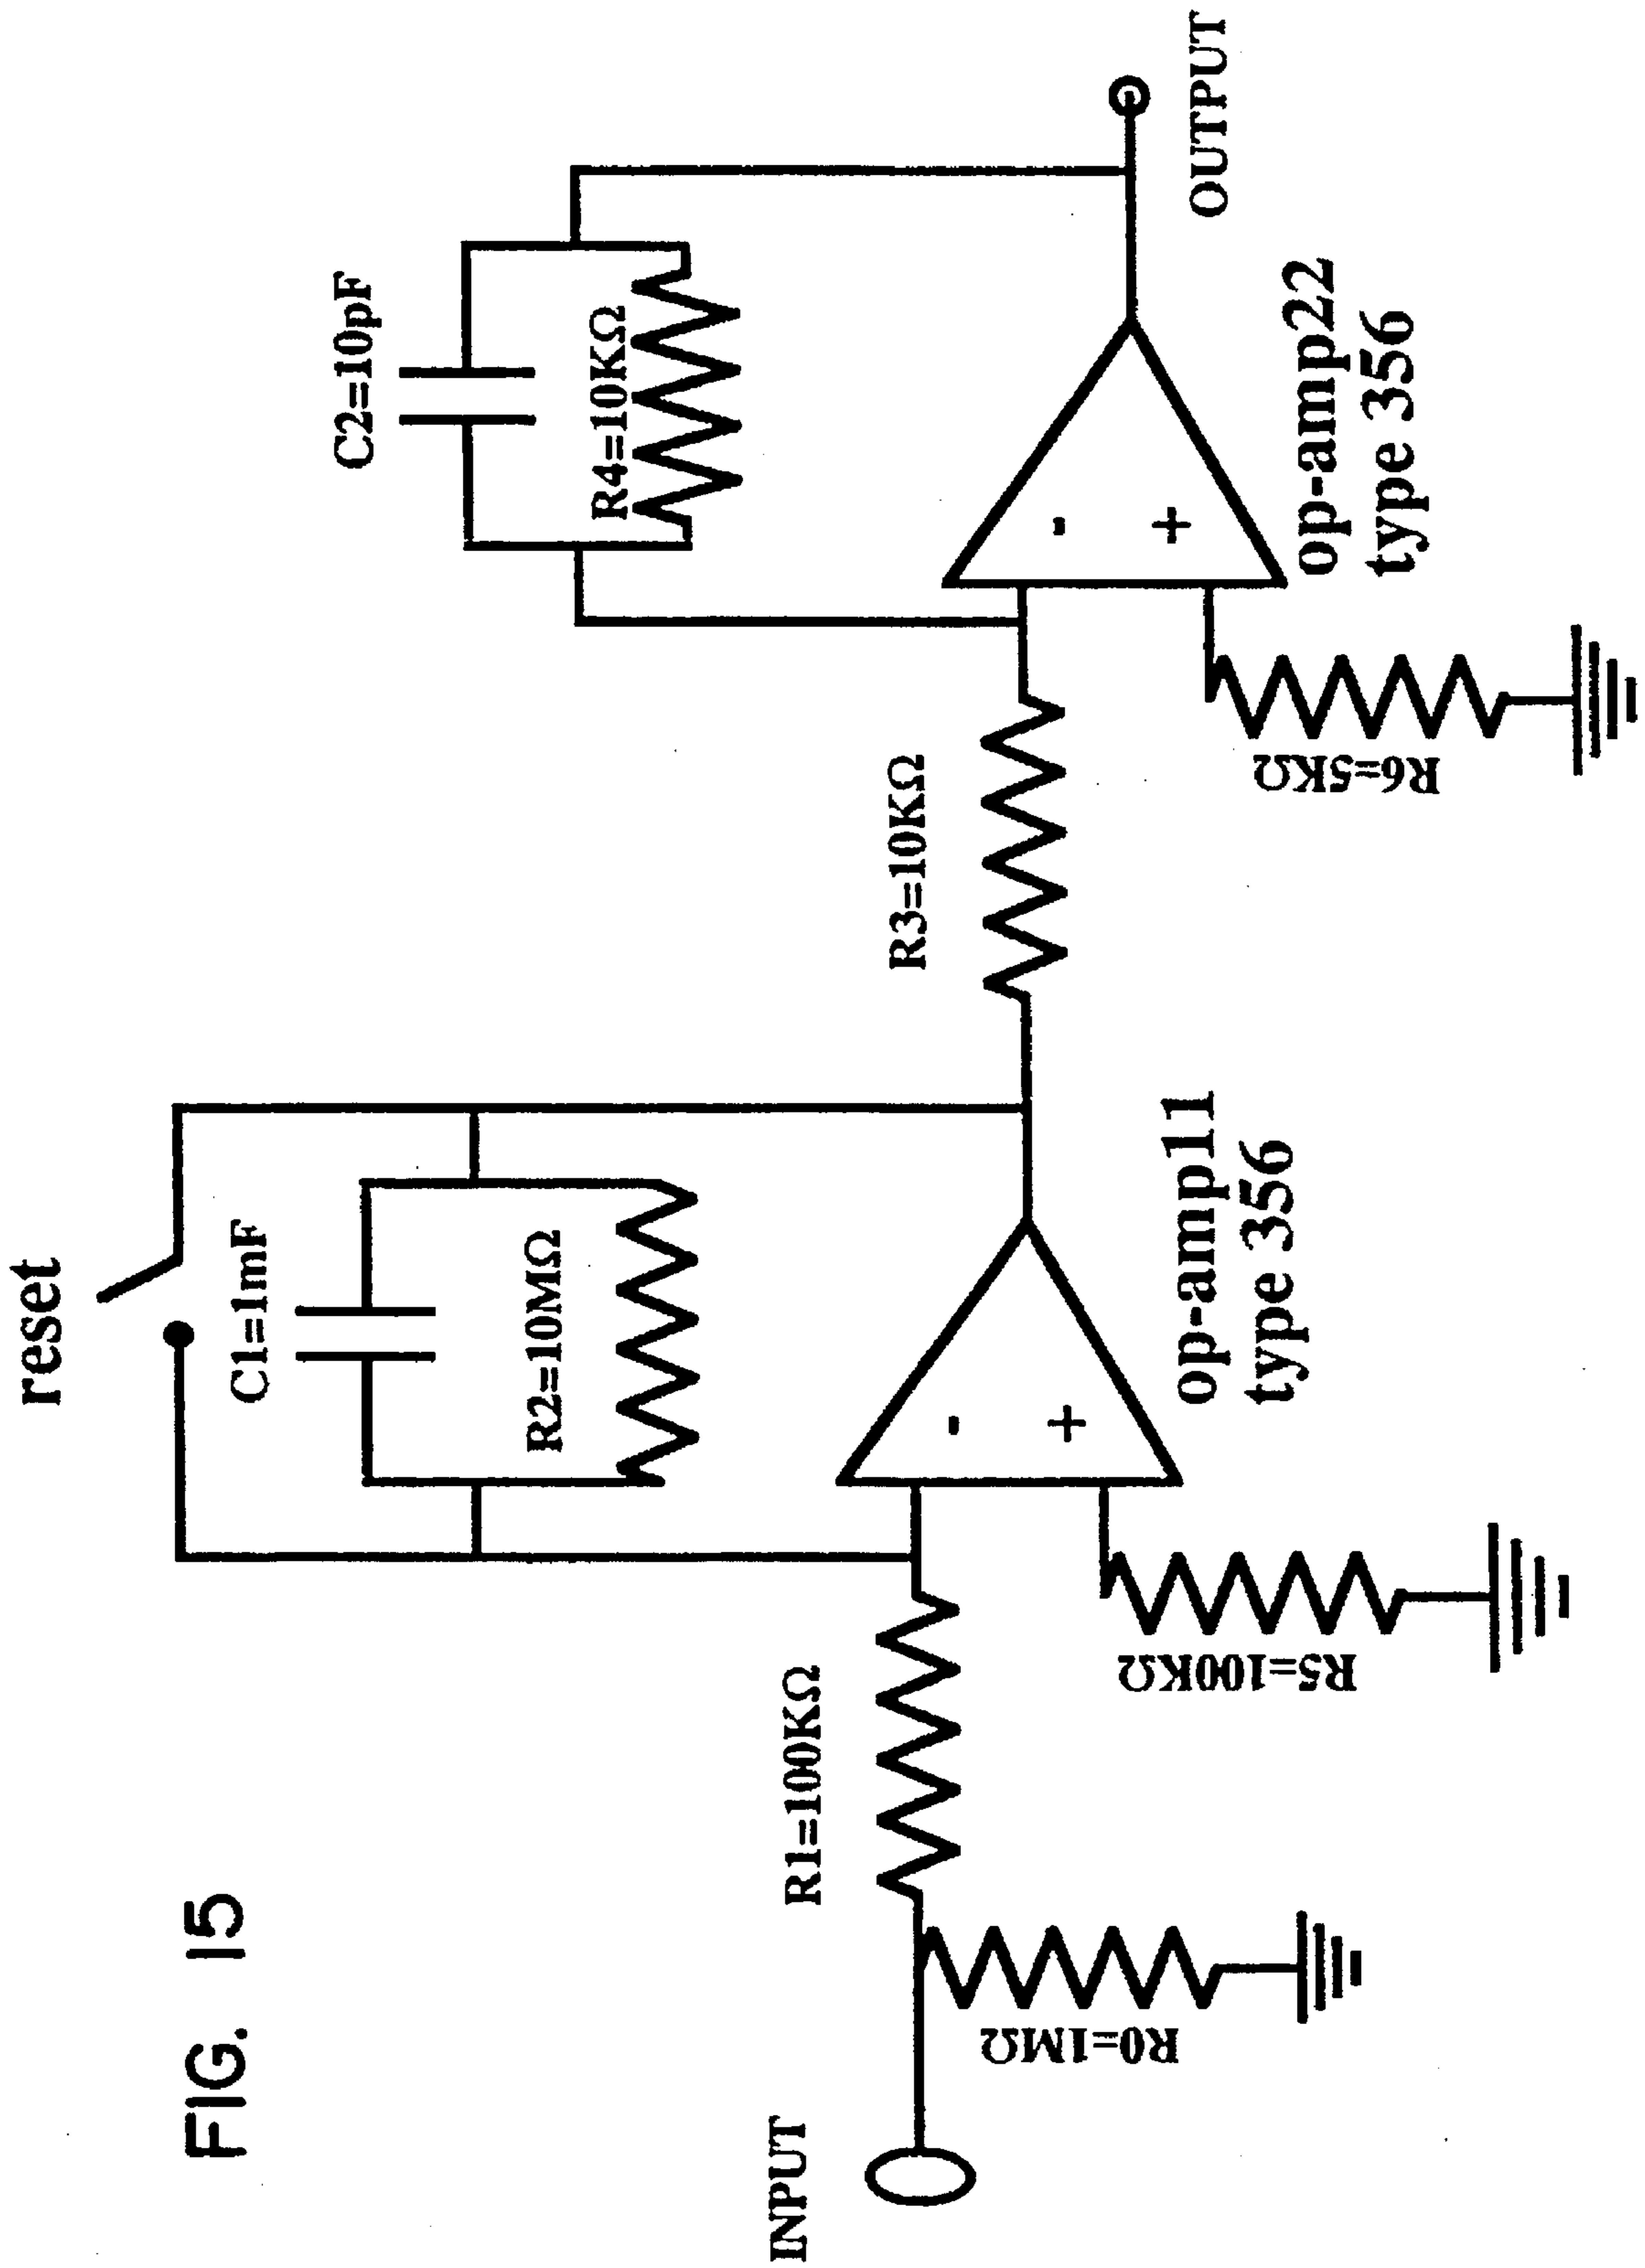 FIG. 15
reset
C1=1mF
R2=10MΩ
C2=10pF
R4=10KΩ
INPUT
R1=100KΩ
R3=10KΩ
R0=1MΩ
R5=100KΩ
R6=5KΩ
op-amp11
type 356
op-amp22
type 356
OUTPUT